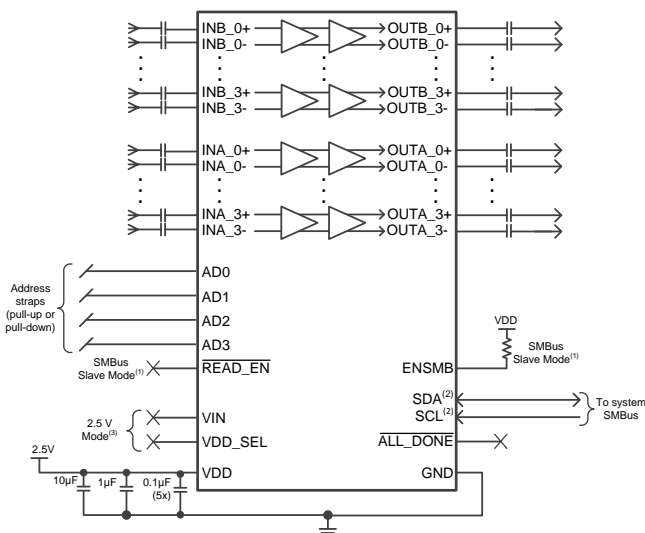 INB_0+ OUTB_0+
INB_0- OUTB_0-
INB_3+ OUTB_3+
INB_3- OUTB_3-
INA_0+ OUTA_0+
INA_0- OUTA_0-
INA_3+ OUTA_3+
INA_3- OUTA_3-
Address
straps
(pull-up or
pull-down)
AD0
AD1
AD2
AD3
SMBus
Slave Mode(1)
READ_EN
2.5 V
Mode(3)
VIN
VDD_SEL
2.5V
VDD
10µF
1µF
0.1µF
(5x)
VDD
SMBus
Slave Mode(1)
ENSMB
SDA(2)
SCL(2)
To system
SMBus
ALL_DONE
GND